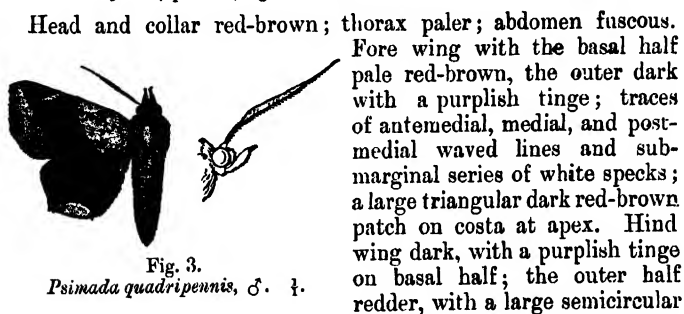 Head and collar red-brown; thorax paler; abdomen fuscous.
Fore wing with the basal half
pale red-brown, the outer dark
with a purplish tinge; traces
of antemedial, medial, and post-
medial waved lines and sub-
marginal series of white specks;
a large triangular dark red-brown
patch on costa at apex. Hind
wing dark, with a purplish tinge
on basal half; the outer half
redder, with a large semicircular
Fig. 3.
Psimada quadripennis, ♂.